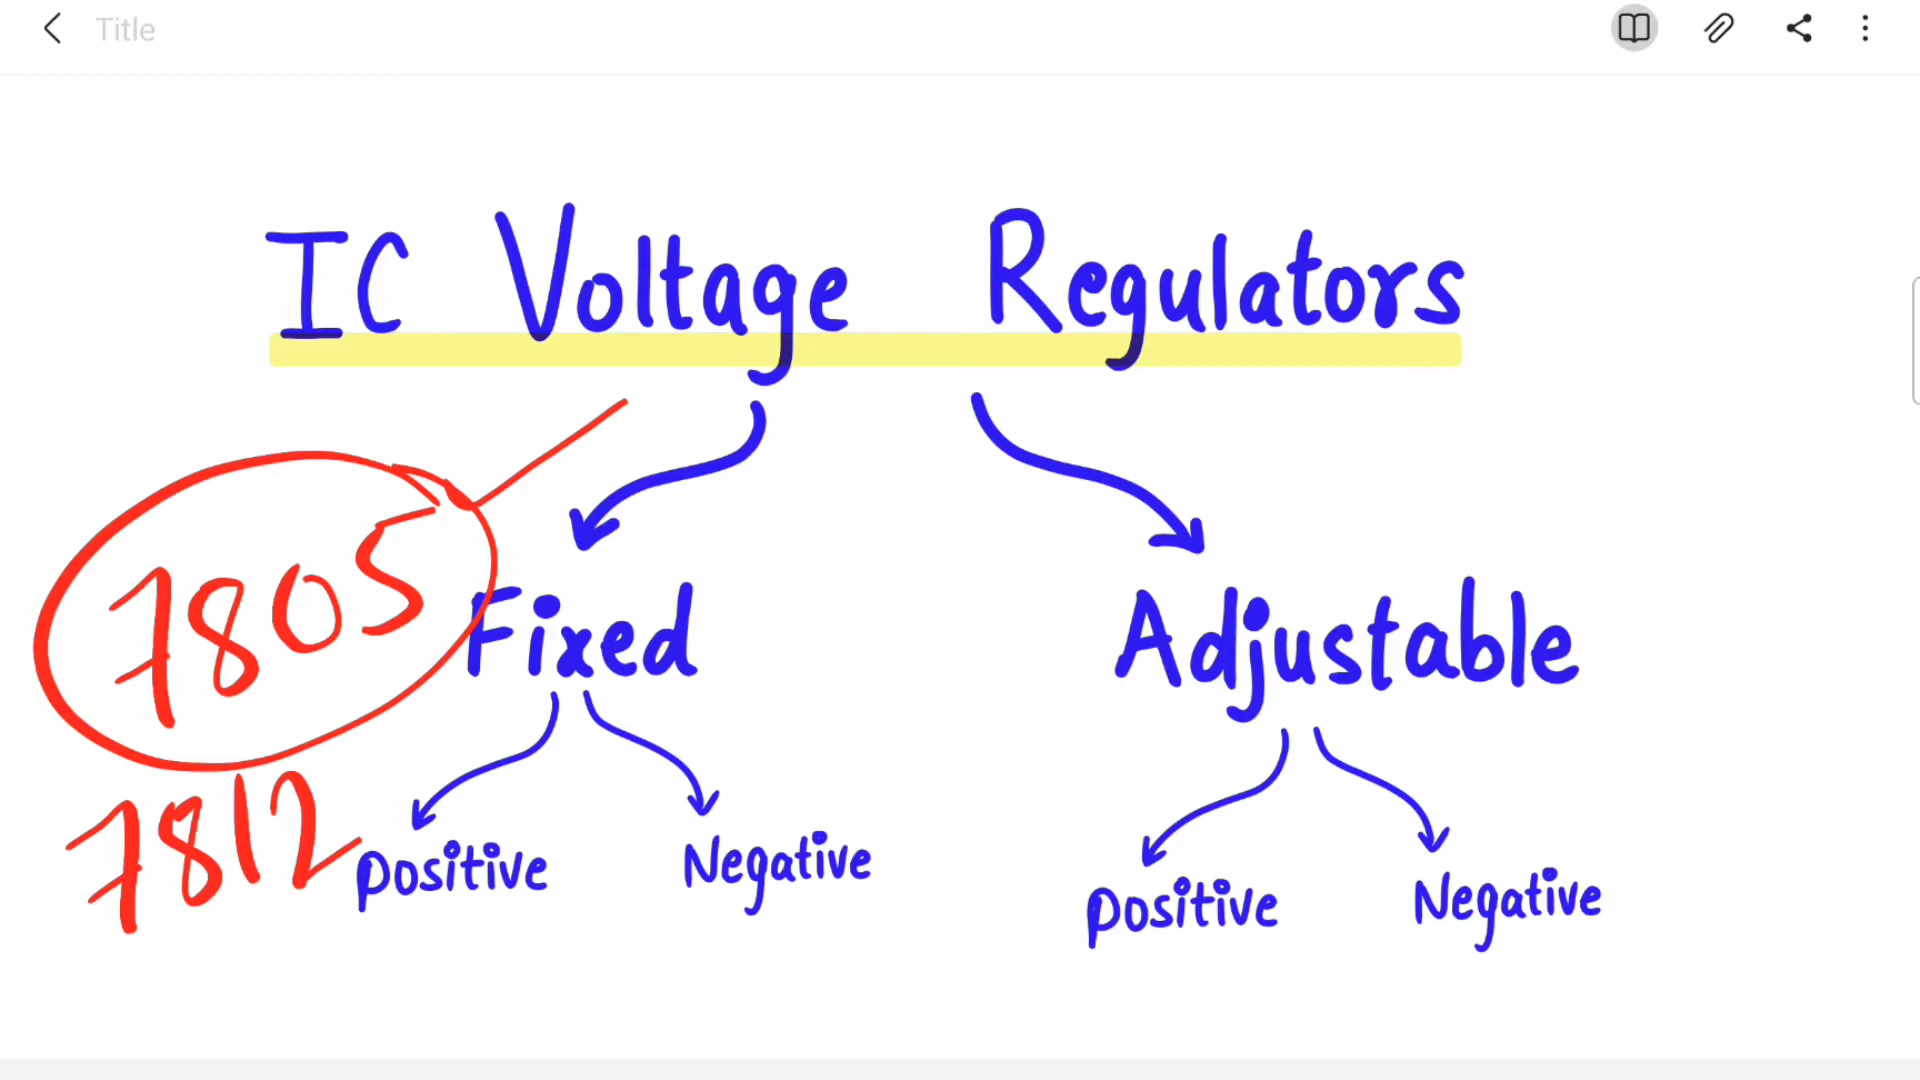 Title
IC Voltage Regulators
7805
Fixed
Adjustable
7812
Positive
Negative
Positive
Negative